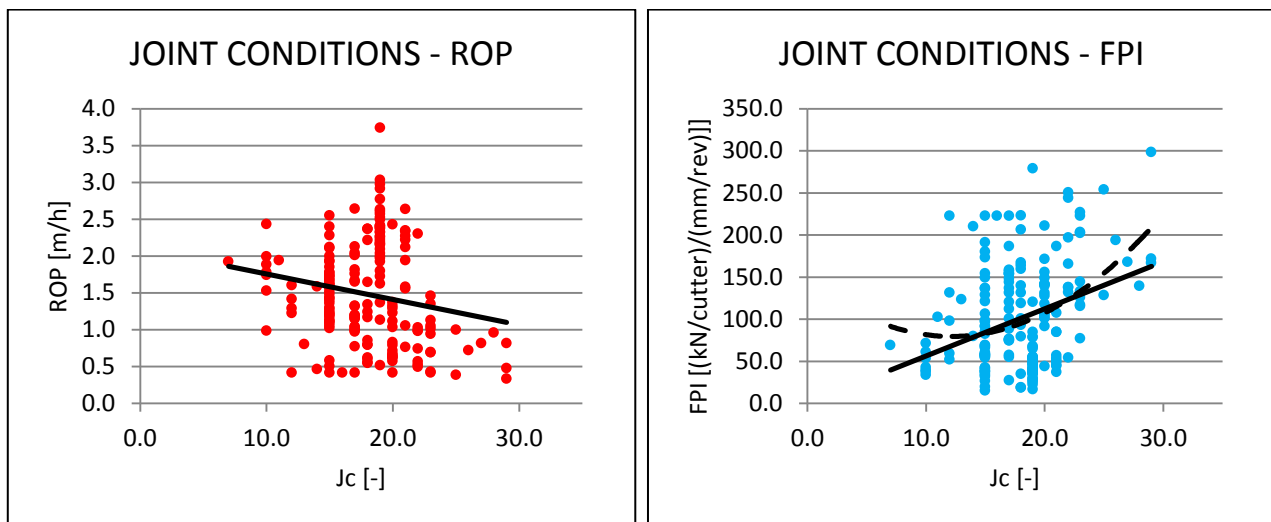 JOINT CONDITIONS - ROP
4.0
3.5
3.0
2.5
2.0
1.5
1.0
0.5
0.0
ROP [m/h]
0.0 10.0 20.0 30.0
Jc [-]
JOINT CONDITIONS - FPI
350.0
300.0
250.0
200.0
150.0
100.0
50.0
0.0
FPI [(kN/cutter)/(mm/rev)]]
0.0 10.0 20.0 30.0
Jc [-]